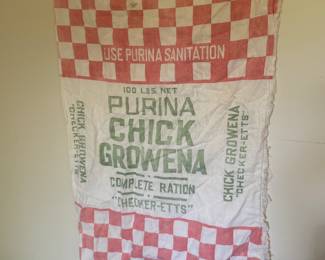 USE PURINA SANITATION
100 LBS. NET
PURINA
CHICK
GROWENA
COMPLETE RATION
"CHECKER-ETTS"
CHICK GROWENA
"CHECKER-ETTS"
CHICK GROWENA
"CHECKER-ETTS"